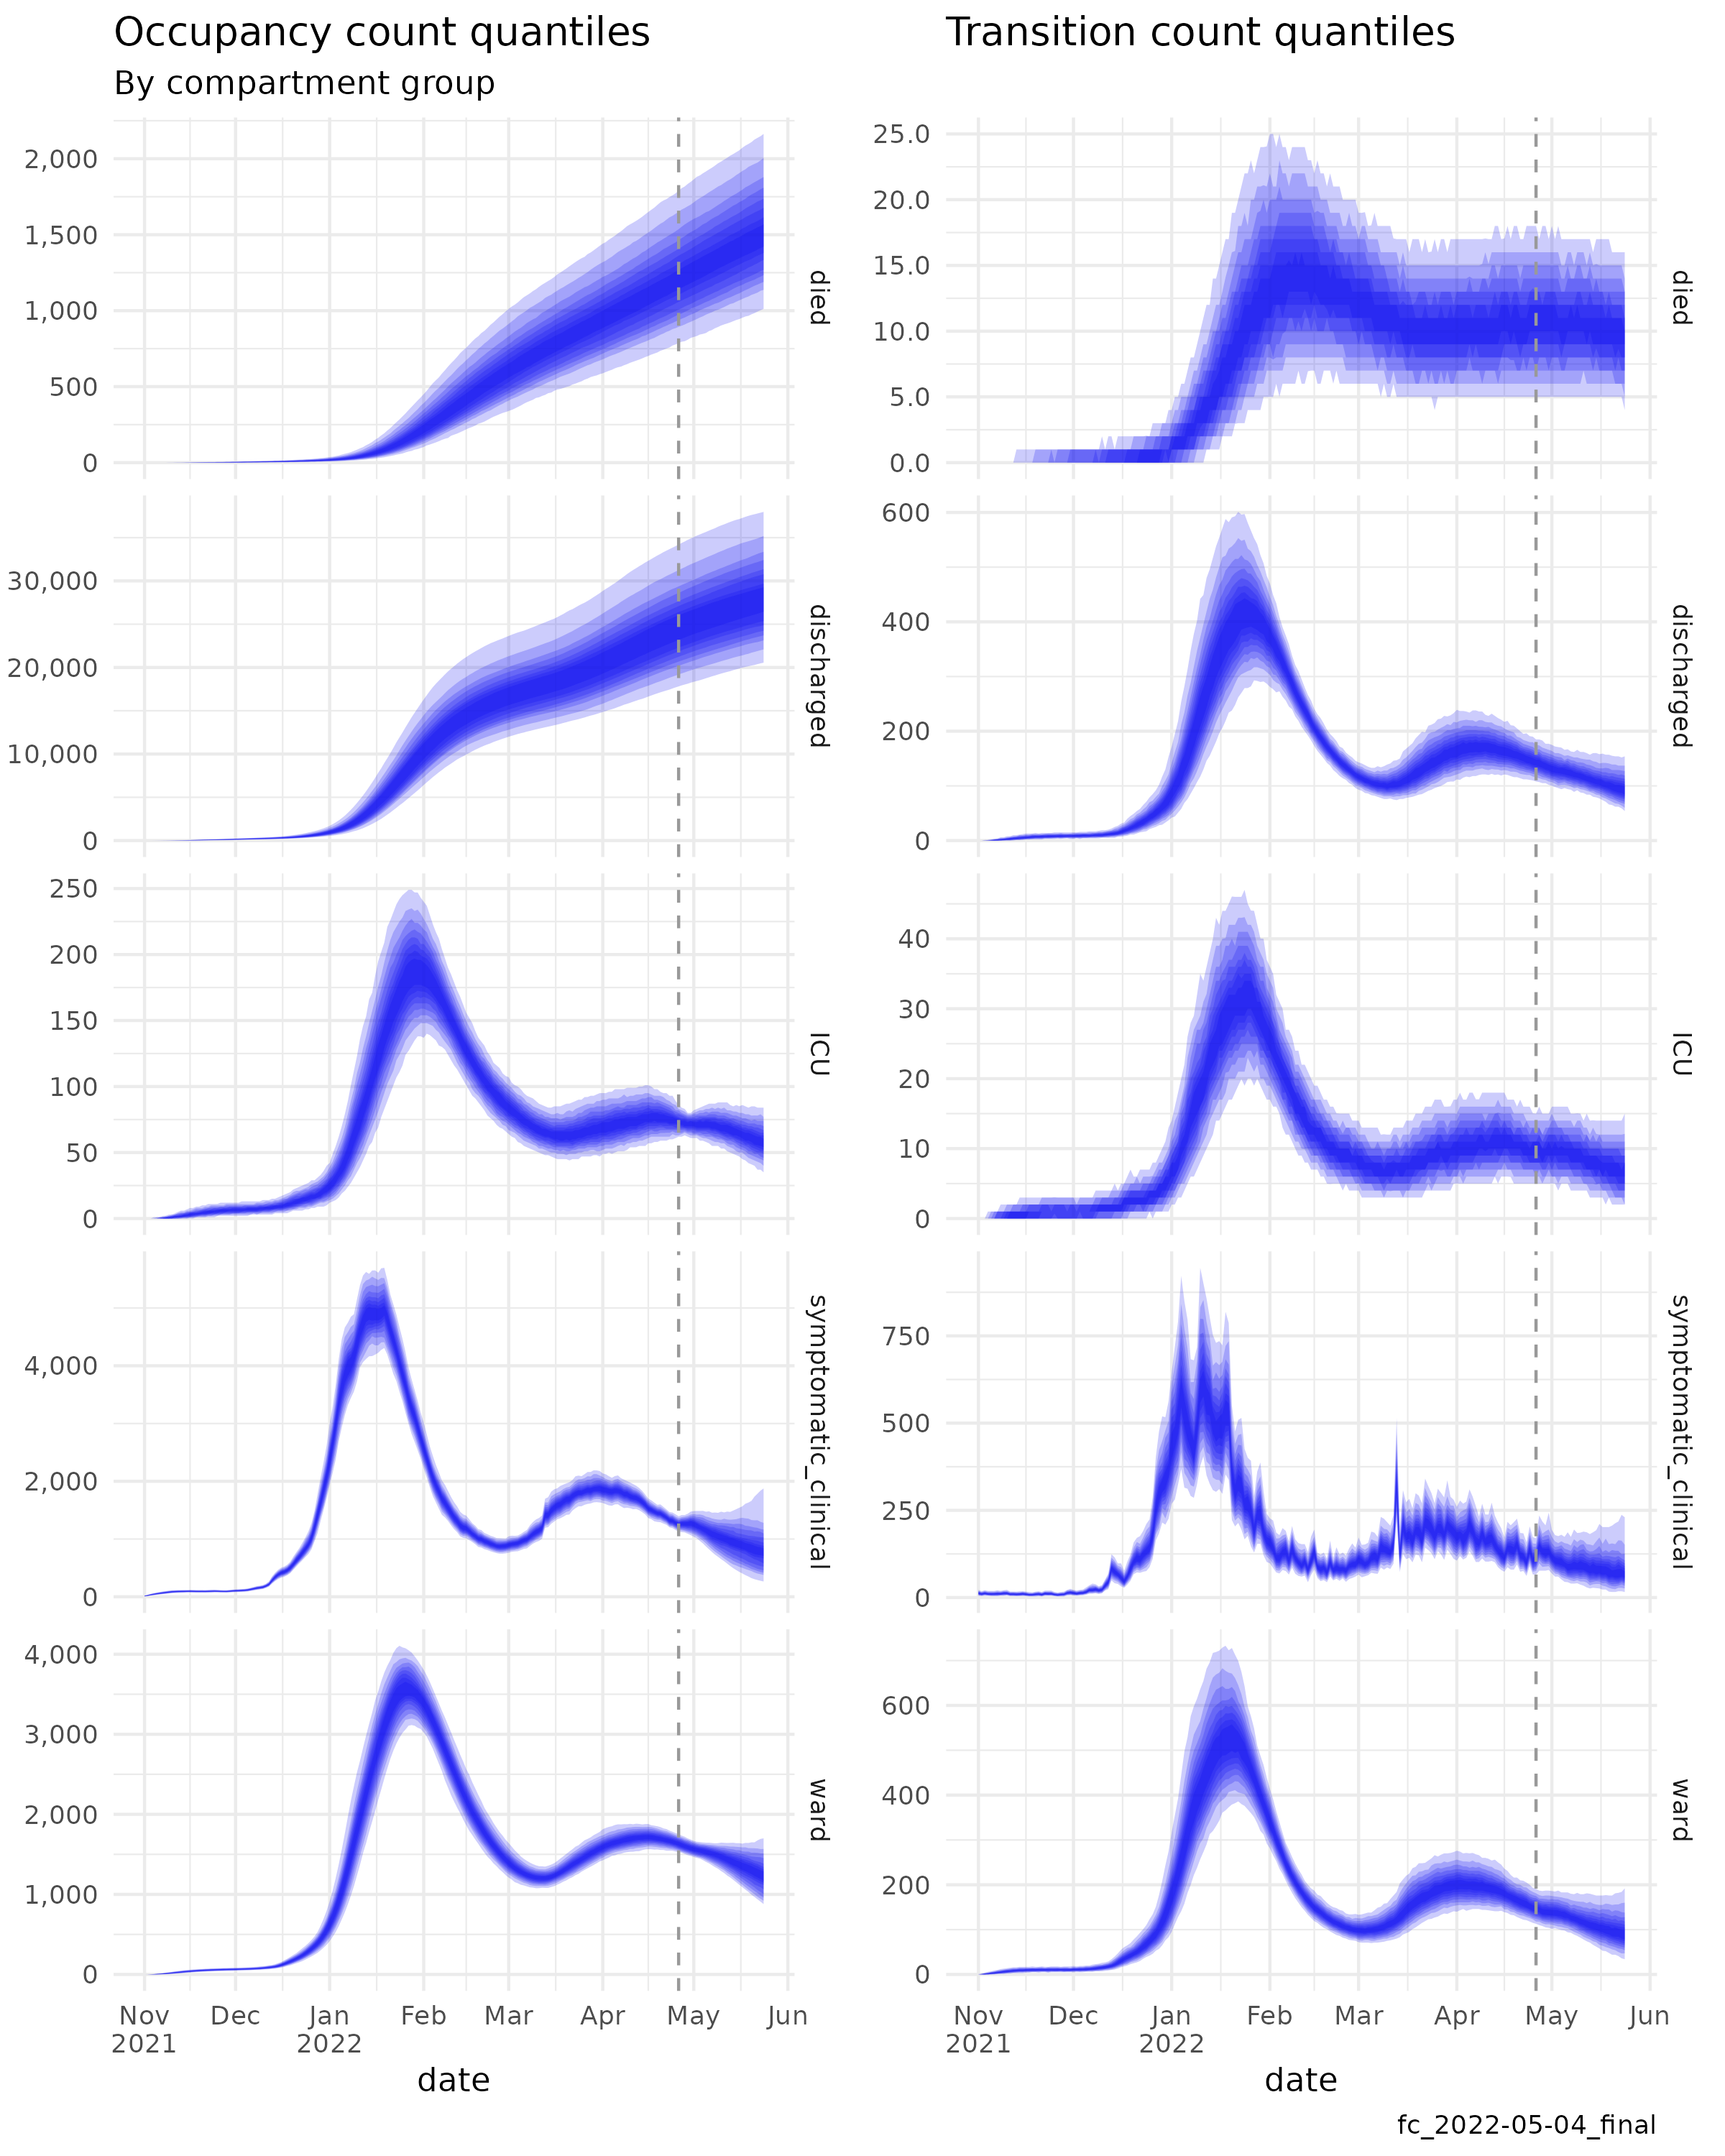 Occupancy count quantiles
By compartment group
2,000
1,500
1,000
500
0
died
30,000
20,000
10,000
0
discharged
250
200
150
100
50
0
ICU
4,000
2,000
0
symptomatic_clinical
4,000
3,000
2,000
1,000
0
ward
Nov Dec Jan Feb Mar Apr May Jun
2021 2022
date
Transition count quantiles
25.0
20.0
15.0
10.0
5.0
0.0
died
600
400
200
0
discharged
40
30
20
10
0
ICU
750
500
250
0
symptomatic_clinical
600
400
200
0
ward
Nov Dec Jan Feb Mar Apr May Jun
2021 2022
date
fc_2022-05-04_final